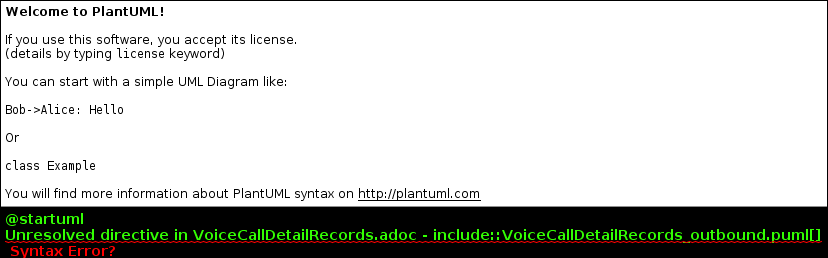 Welcome to PlantUML!
If you use this software, you accept its license.
(details by typing license keyword)
You can start with a simple UML Diagram like:
Bob->Alice: Hello
Or
class Example
You will find more information about PlantUML syntax on http://plantuml.com
@startuml
Unresolved directive in VoiceCallDetailRecords.adoc - include::VoiceCallDetailRecords_outbound.puml[]
Syntax Error?